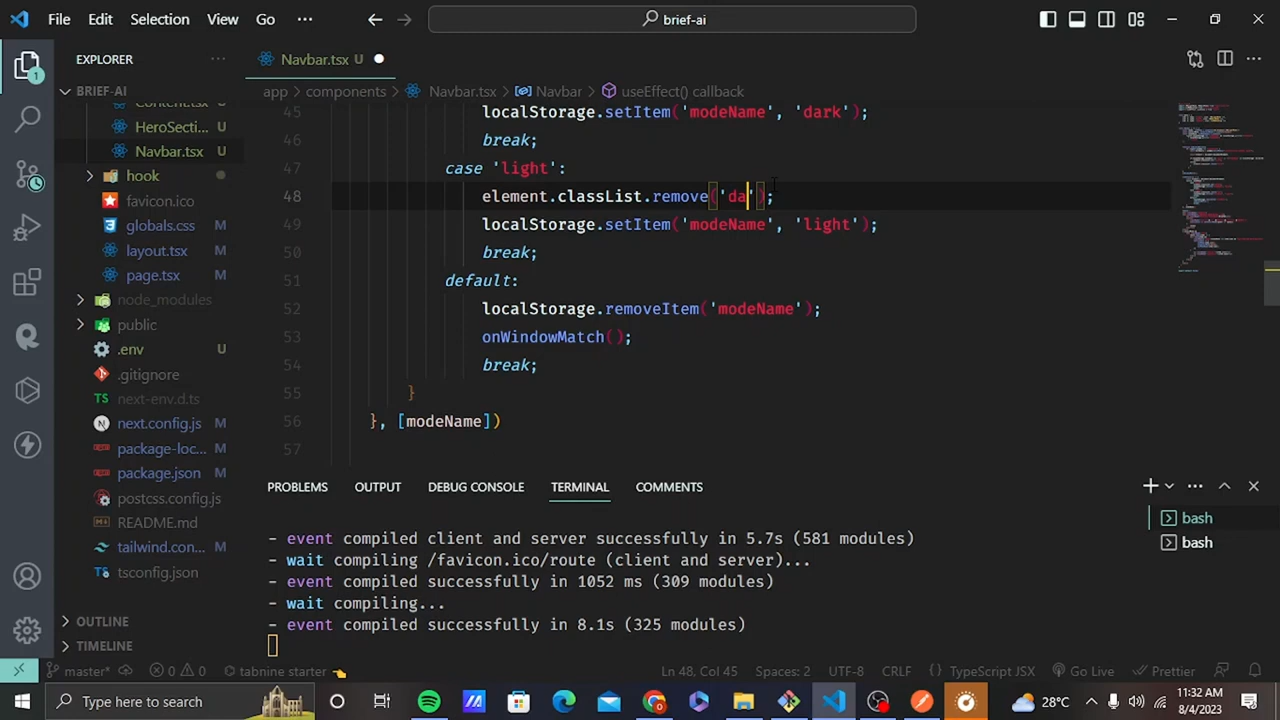 File Edit Selection View Go ··· brief-ai
EXPLORER ···
Navbar.tsx U
BRIEF-AI
app > components > Navbar.tsx > Navbar > useEffect() callback
Content.tsx U
HeroSecti... U
Navbar.tsx U
hook
favicon.ico
globals.css U
layout.tsx U
page.tsx U
node_modules
public
.env U
.gitignore
next-env.d.ts
next.config.js M
package-loc... M
package.json M
postcss.config.js
README.md
tailwind.con... M
tsconfig.json
OUTLINE
TIMELINE
45 localStorage.setItem('modeName', 'dark');
46 break;
47 case 'light':
48 element.classList.remove('da');
49 localStorage.setItem('modeName', 'light');
50 break;
51 default:
52 localStorage.removeItem('modeName');
53 onWindowMatch();
54 break;
55 }
56 }, [modeName])
57
PROBLEMS OUTPUT DEBUG CONSOLE TERMINAL COMMENTS
- event compiled client and server successfully in 5.7s (581 modules)
- wait compiling /favicon.ico/route (client and server)...
- event compiled successfully in 1052 ms (309 modules)
- wait compiling...
- event compiled successfully in 8.1s (325 modules)
bash
bash
master* 0 0 tabnine starter Ln 48, Col 45 Spaces: 2 UTF-8 CRLF TypeScript JSX Go Live Prettier
Type here to search 28°C 11:32 AM
8/4/2023